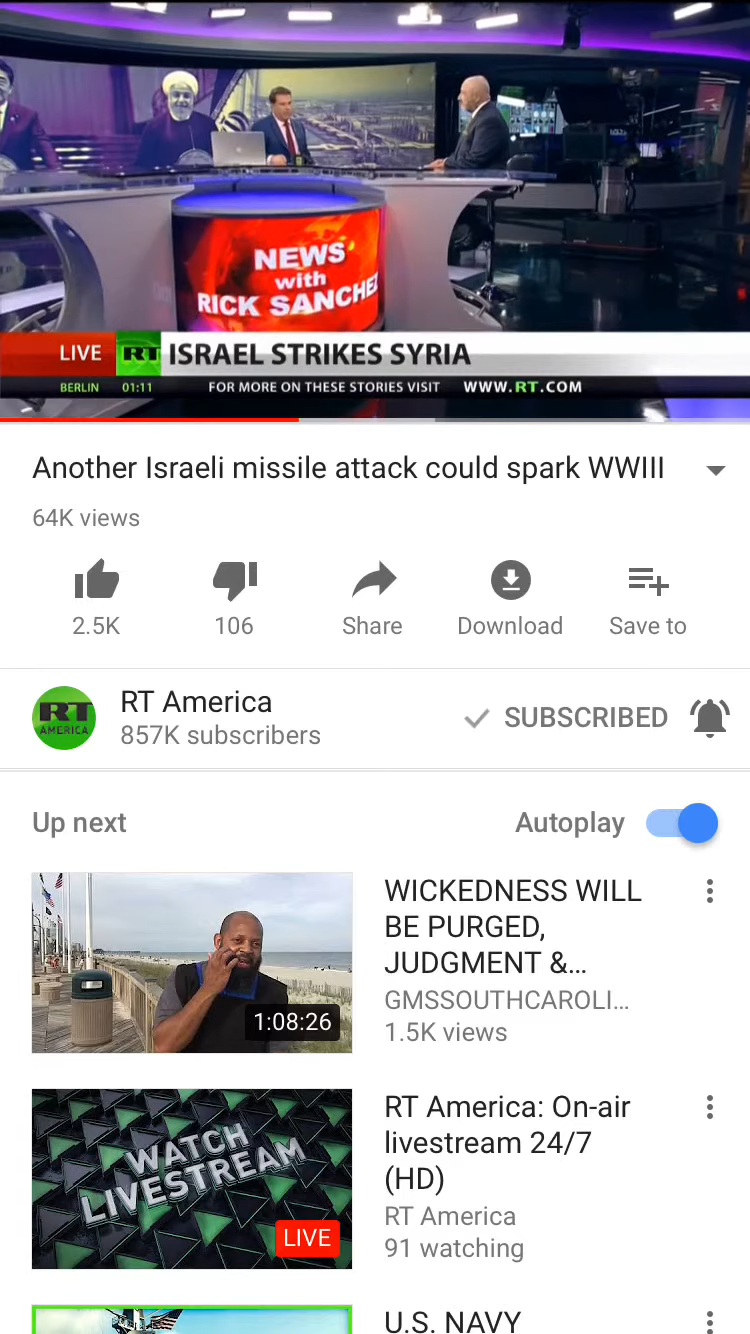 NEWS
with
RICK SANCHEZ
LIVE RT ISRAEL STRIKES SYRIA
BERLIN 01:11 FOR MORE ON THESE STORIES VISIT WWW.RT.COM
Another Israeli missile attack could spark WWIII
64K views
2.5K 106 Share Download Save to
RT AMERICA
RT America
857K subscribers
SUBSCRIBED
Up next Autoplay
1:08:26
WICKEDNESS WILL
BE PURGED,
JUDGMENT &...
GMSSOUTHCAROLI...
1.5K views
WATCH
LIVESTREAM
LIVE
RT America: On-air
livestream 24/7
(HD)
RT America
91 watching
U.S. NAVY